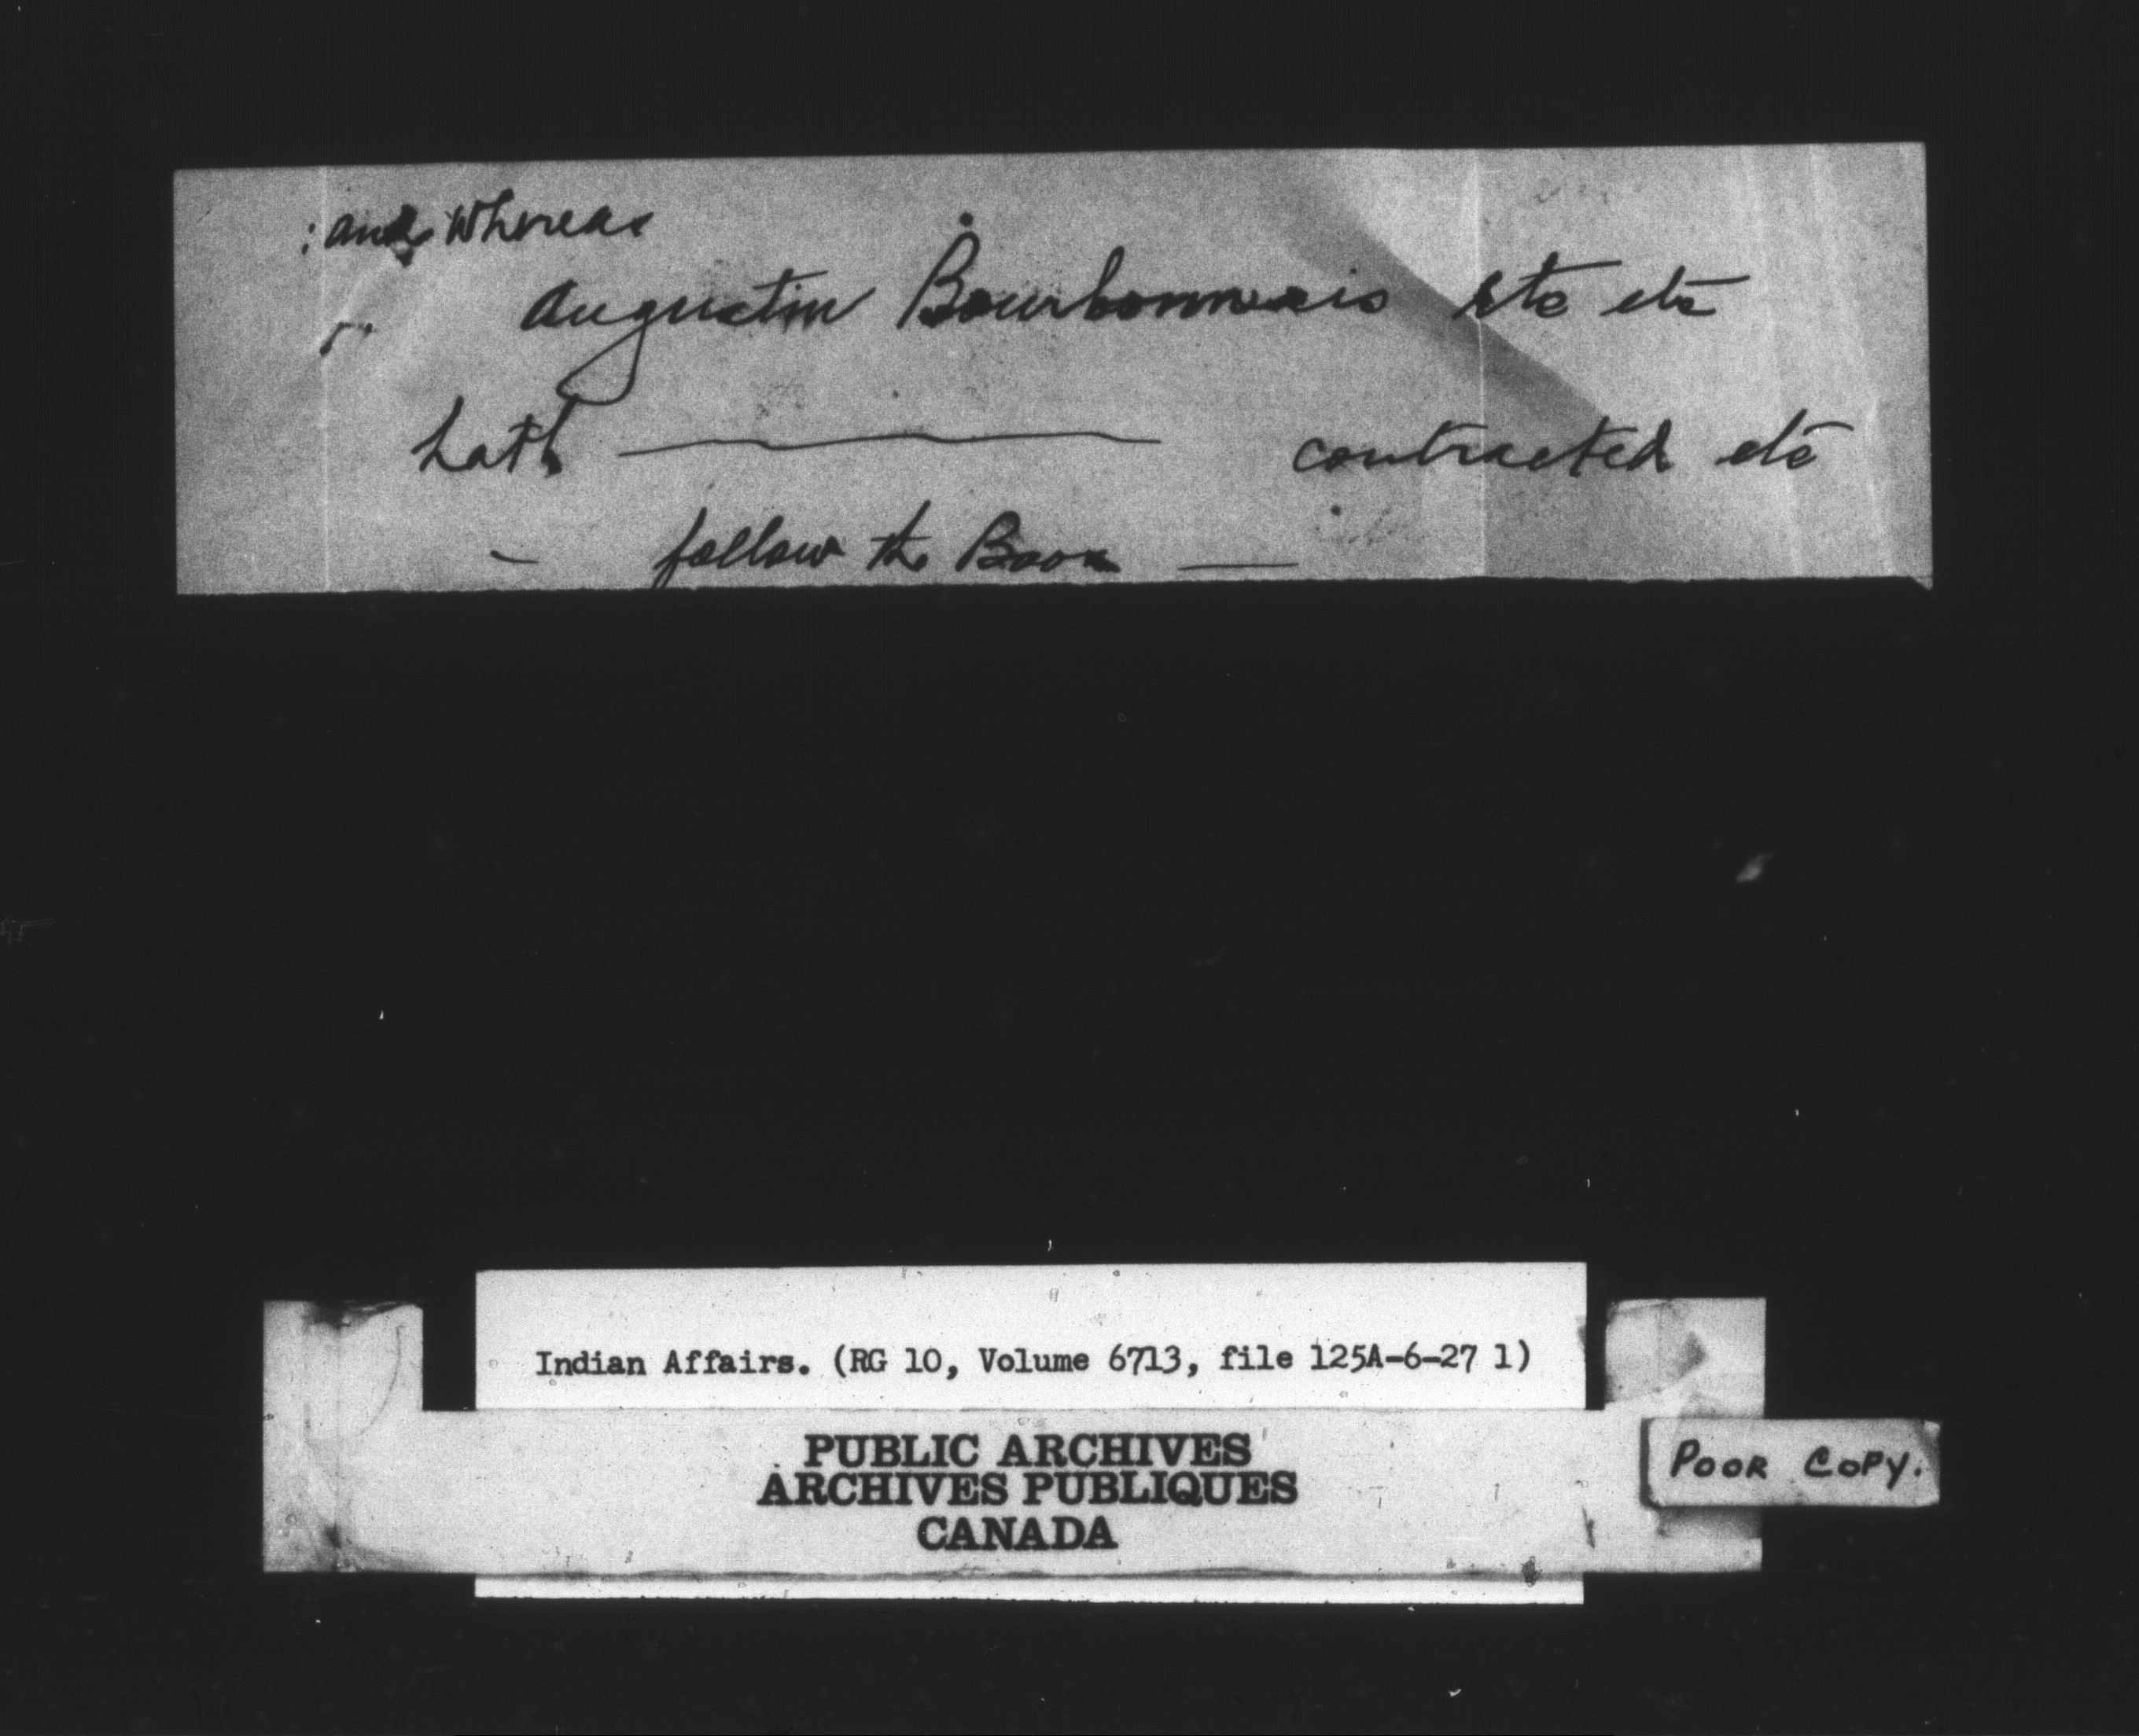 : and Whereas
Augustin Bourbonnais etc etc
hath —— contracted etc
— follow the Book —
Indian Affairs. (RG 10, Volume 6713, file 125A-6-27 1)
PUBLIC ARCHIVES
ARCHIVES PUBLIQUES
CANADA
POOR COPY.